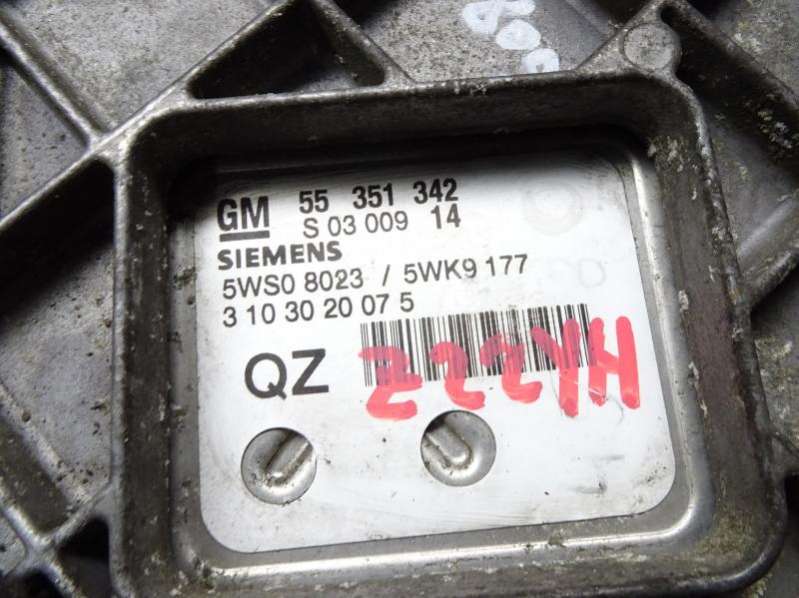 GM 55 351 342
S 03 009 14
SIEMENS
5WS0 8023 / 5WK9 177
3 10 30 20 07 5
QZ
Z22YH